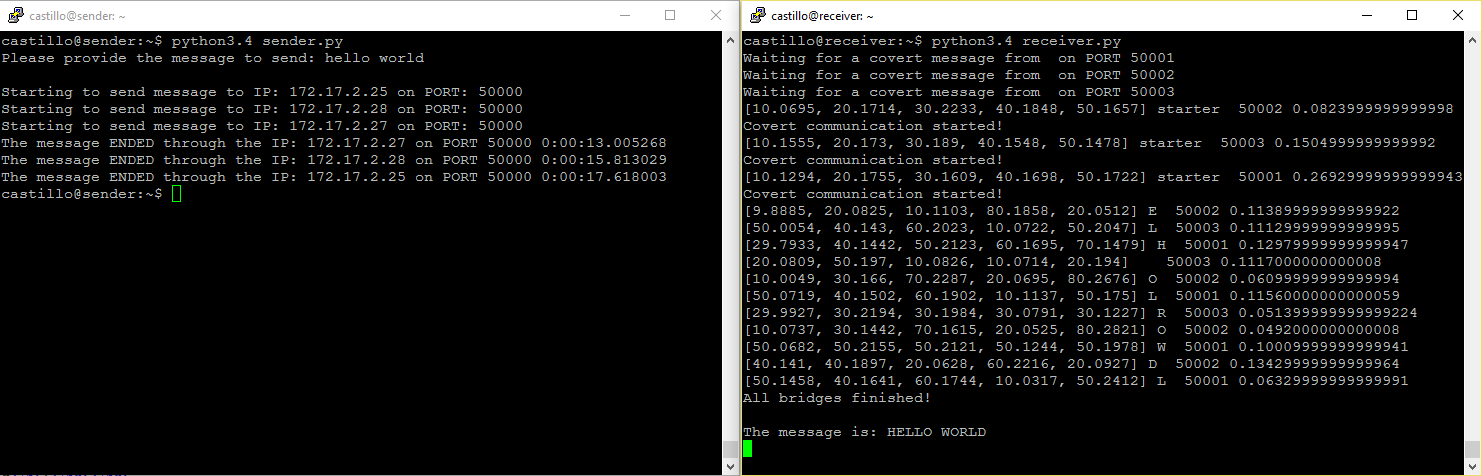 castillo@sender: ~
castillo@sender:~$ python3.4 sender.py
Please provide the message to send: hello world
Starting to send message to IP: 172.17.2.25 on PORT: 50000
Starting to send message to IP: 172.17.2.28 on PORT: 50000
Starting to send message to IP: 172.17.2.27 on PORT: 50000
The message ENDED through the IP: 172.17.2.27 on PORT 50000 0:00:13.005268
The message ENDED through the IP: 172.17.2.28 on PORT 50000 0:00:15.813029
The message ENDED through the IP: 172.17.2.25 on PORT 50000 0:00:17.618003
castillo@sender:~$
castillo@receiver: ~
castillo@receiver:~$ python3.4 receiver.py
Waiting for a covert message from  on PORT 50001
Waiting for a covert message from  on PORT 50002
Waiting for a covert message from  on PORT 50003
[10.0695, 20.1714, 30.2233, 40.1848, 50.1657] starter  50002 0.0823999999999998
Covert communication started!
[10.1555, 20.173, 30.189, 40.1548, 50.1478] starter  50003 0.1504999999999992
Covert communication started!
[10.1294, 20.1755, 30.1609, 40.1698, 50.1722] starter  50001 0.26929999999999943
Covert communication started!
[9.8885, 20.0825, 10.1103, 80.1858, 20.0512] E  50002 0.11389999999999922
[50.0054, 40.143, 60.2023, 10.0722, 50.2047] L  50003 0.11129999999999995
[29.7933, 40.1442, 50.2123, 60.1695, 70.1479] H  50001 0.12979999999999947
[20.0809, 50.197, 10.0826, 10.0714, 20.194]    50003 0.1117000000000008
[10.0049, 30.166, 70.2287, 20.0695, 80.2676] O  50002 0.06099999999999994
[50.0719, 40.1502, 60.1902, 10.1137, 50.175] L  50001 0.11560000000000059
[29.9927, 30.2194, 30.1984, 30.0791, 30.1227] R  50003 0.051399999999999224
[10.0737, 30.1442, 70.1615, 20.0525, 80.2821] O  50002 0.0492000000000008
[50.0682, 50.2155, 50.2121, 50.1244, 50.1978] W  50001 0.10009999999999941
[40.141, 40.1897, 20.0628, 60.2216, 20.0927] D  50002 0.134299999999999964
[50.1458, 40.1641, 60.1744, 10.0317, 50.2412] L  50001 0.06329999999999991
All bridges finished!
The message is: HELLO WORLD